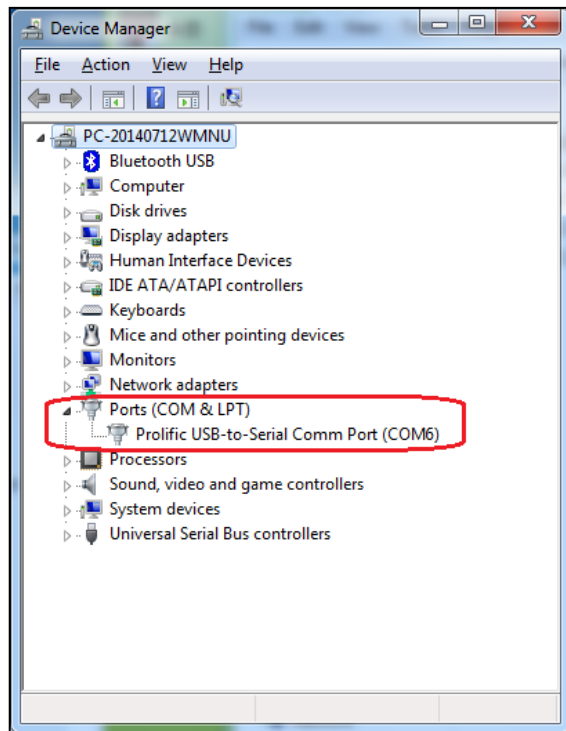 Device Manager
File Action View Help
PC-20140712WMNU
Bluetooth USB
Computer
Disk drives
Display adapters
Human Interface Devices
IDE ATA/ATAPI controllers
Keyboards
Mice and other pointing devices
Monitors
Network adapters
Ports (COM & LPT)
Prolific USB-to-Serial Comm Port (COM6)
Processors
Sound, video and game controllers
System devices
Universal Serial Bus controllers